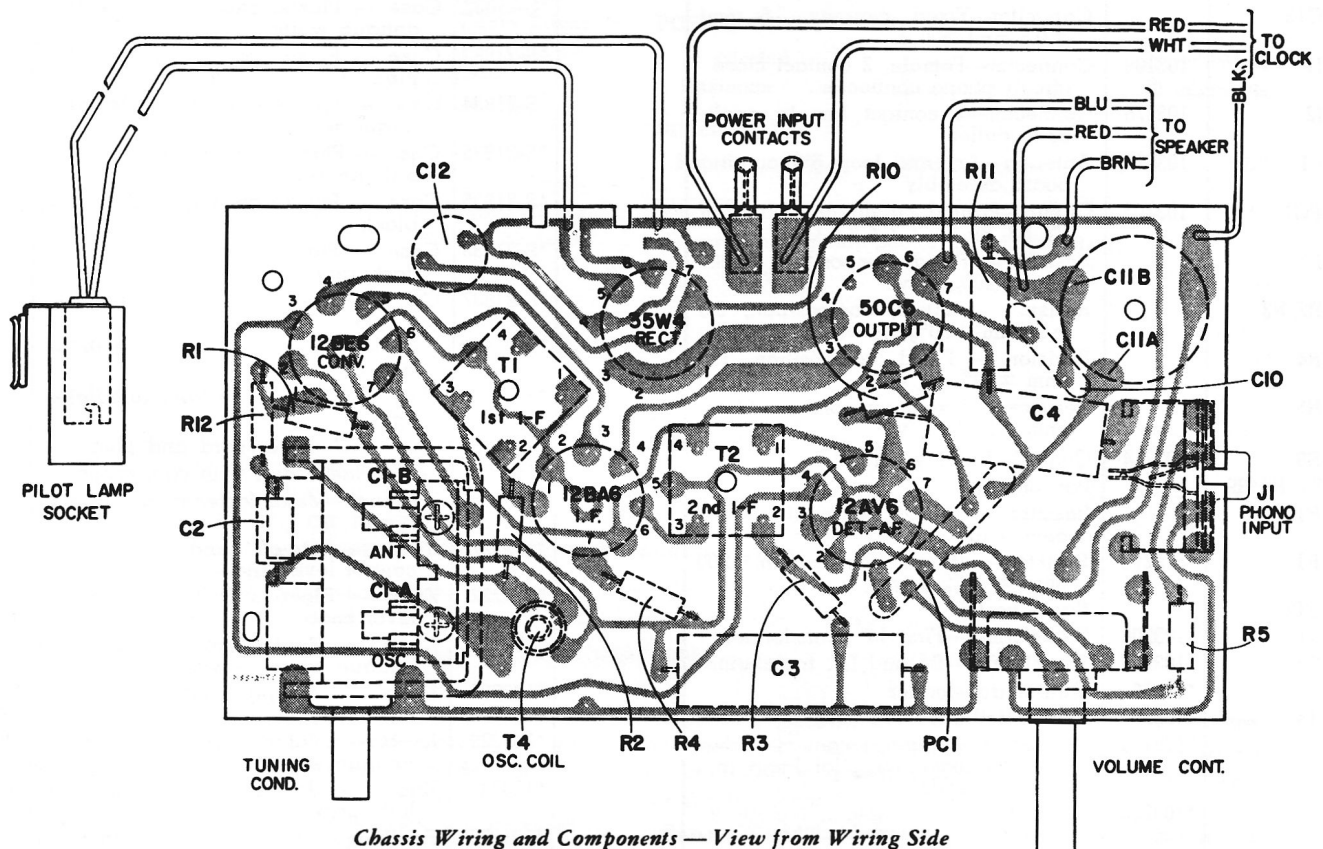 RED
WHT
TO
CLOCK
BLK
BLU
RED
BRN
TO
SPEAKER
POWER INPUT
CONTACTS
C12
R10
R11
C11B
C11A
C10
C4
J1
PHONO
INPUT
R5
VOLUME CONT.
PC1
R3
R4
R2
T4
OSC. COIL
TUNING
COND.
C2
R12
R1
PILOT LAMP
SOCKET
12BE6
CONV.
2
3
4
5
6
7
T1
1st I-F
1
2
3
4
35W4
RECT.
1
2
3
4
5
6
7
50C5
OUTPUT
2
3
4
5
6
7
12BA6
I.F.
1
2
3
4
5
6
7
T2
2nd I-F
1
2
3
4
12AV6
DET.-AF
1
2
3
4
5
6
7
C1-B
ANT.
C1-A
OSC
C3
Chassis Wiring and Components — View from Wiring Side